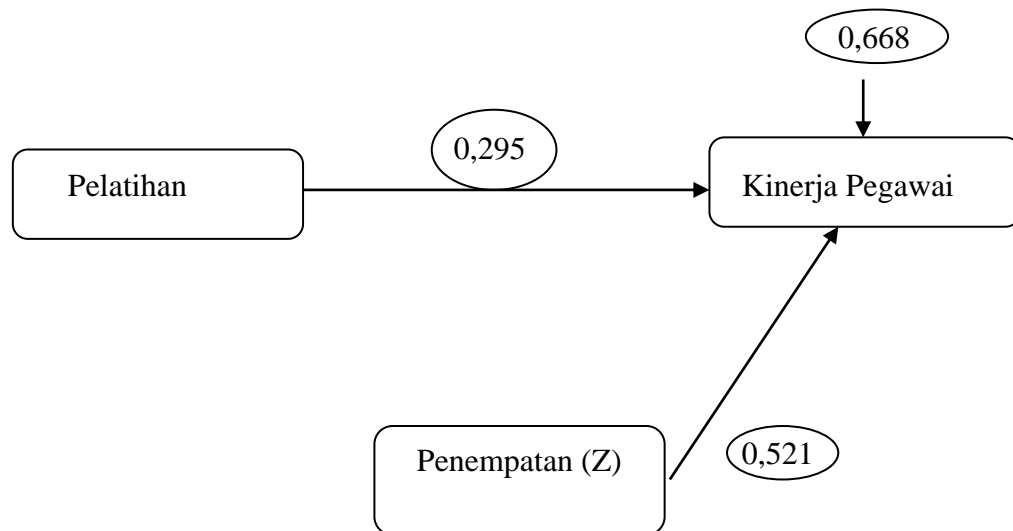 0,668
0,295
Pelatihan
Kinerja Pegawai
Penempatan (Z)
0,521